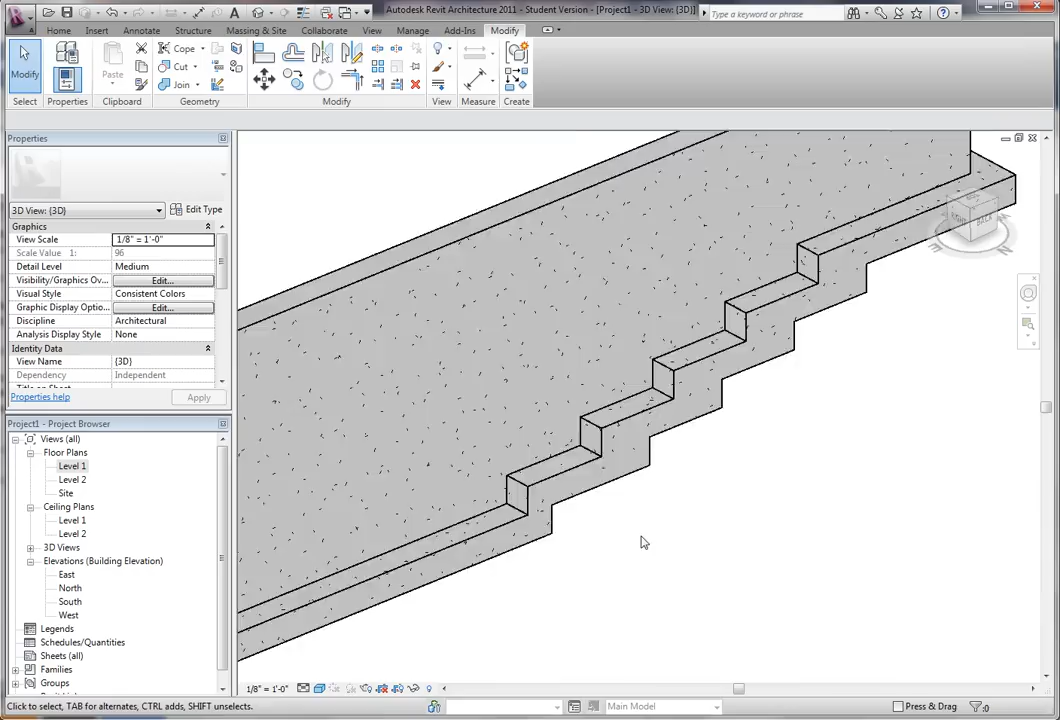 Autodesk Revit Architecture 2011 - Student Version - [Project1 - 3D View: {3D}]
Type a keyword or phrase
Home Insert Annotate Structure Massing & Site Collaborate View Manage Add-Ins Modify
Modify
Paste
Cope
Cut
Join
Select Properties Clipboard Geometry Modify View Measure Create
Properties
3D View: {3D}
Edit Type
Graphics
View Scale 1/8" = 1'-0"
Scale Value 1: 96
Detail Level Medium
Visibility/Graphics Ov... Edit...
Visual Style Consistent Colors
Graphic Display Optio... Edit...
Discipline Architectural
Analysis Display Style None
Identity Data
View Name {3D}
Dependency Independent
Title on Sheet
Properties help
Apply
Project1 - Project Browser
Views (all)
Floor Plans
Level 1
Level 2
Site
Ceiling Plans
Level 1
Level 2
3D Views
Elevations (Building Elevation)
East
North
South
West
Legends
Schedules/Quantities
Sheets (all)
Families
Groups
RIGHT BACK
1/8" = 1'-0"
Click to select, TAB for alternates, CTRL adds, SHIFT unselects.
Main Model
Press & Drag
:0